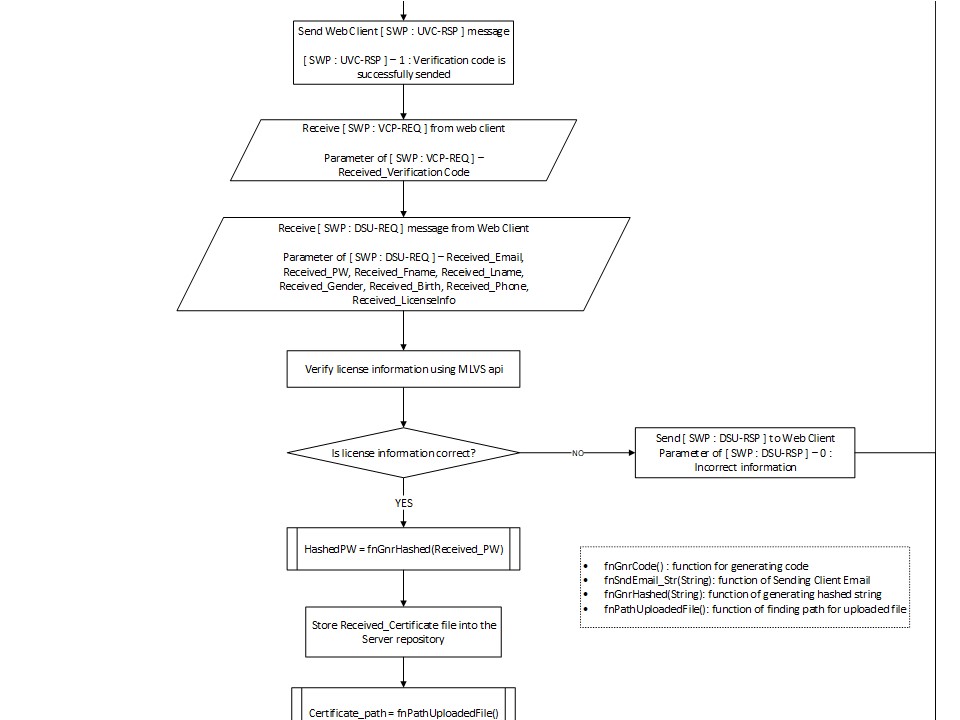 Send Web Client [ SWP : UVC-RSP ] message
[ SWP : UVC-RSP ] – 1 : Verification code is
successfully sended
Receive [ SWP : VCP-REQ ] from web client
Parameter of [ SWP : VCP-REQ ] –
Received_Verification Code
Receive [ SWP : DSU-REQ ] message from Web Client
Parameter of [ SWP : DSU-REQ ] – Received_Email,
Received_PW, Received_Fname, Received_Lname,
Received_Gender, Received_Birth, Received_Phone,
Received_LicenseInfo
Verify license information using MLVS api
Is license information correct?
NO
Send [ SWP : DSU-RSP ] to Web Client
Parameter of [ SWP : DSU-RSP ] – 0 :
Incorrect information
YES
HashedPW = fnGnrHashed(Received_PW)
• fnGnrCode() : function for generating code
• fnSndEmail_Str(String): function of Sending Client Email
• fnGnrHashed(String): function of generating hashed string
• fnPathUploadedFile(): function of finding path for uploaded file
Store Received_Certificate file into the
Server repository
Certificate_path = fnPathUploadedFile()